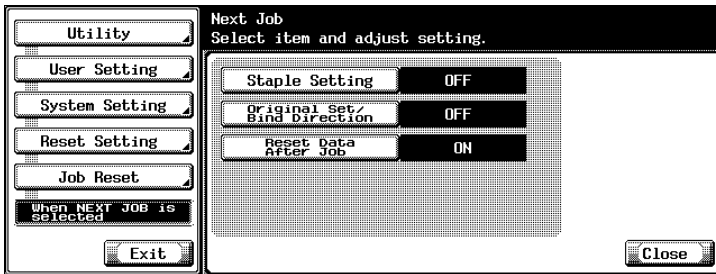 Utility
User Setting
System Setting
Reset Setting
Job Reset
When NEXT JOB is
selected
Exit
Next Job
Select item and adjust setting.
Staple Setting OFF
Original Set/
Bind Direction OFF
Reset Data
After Job ON
Close